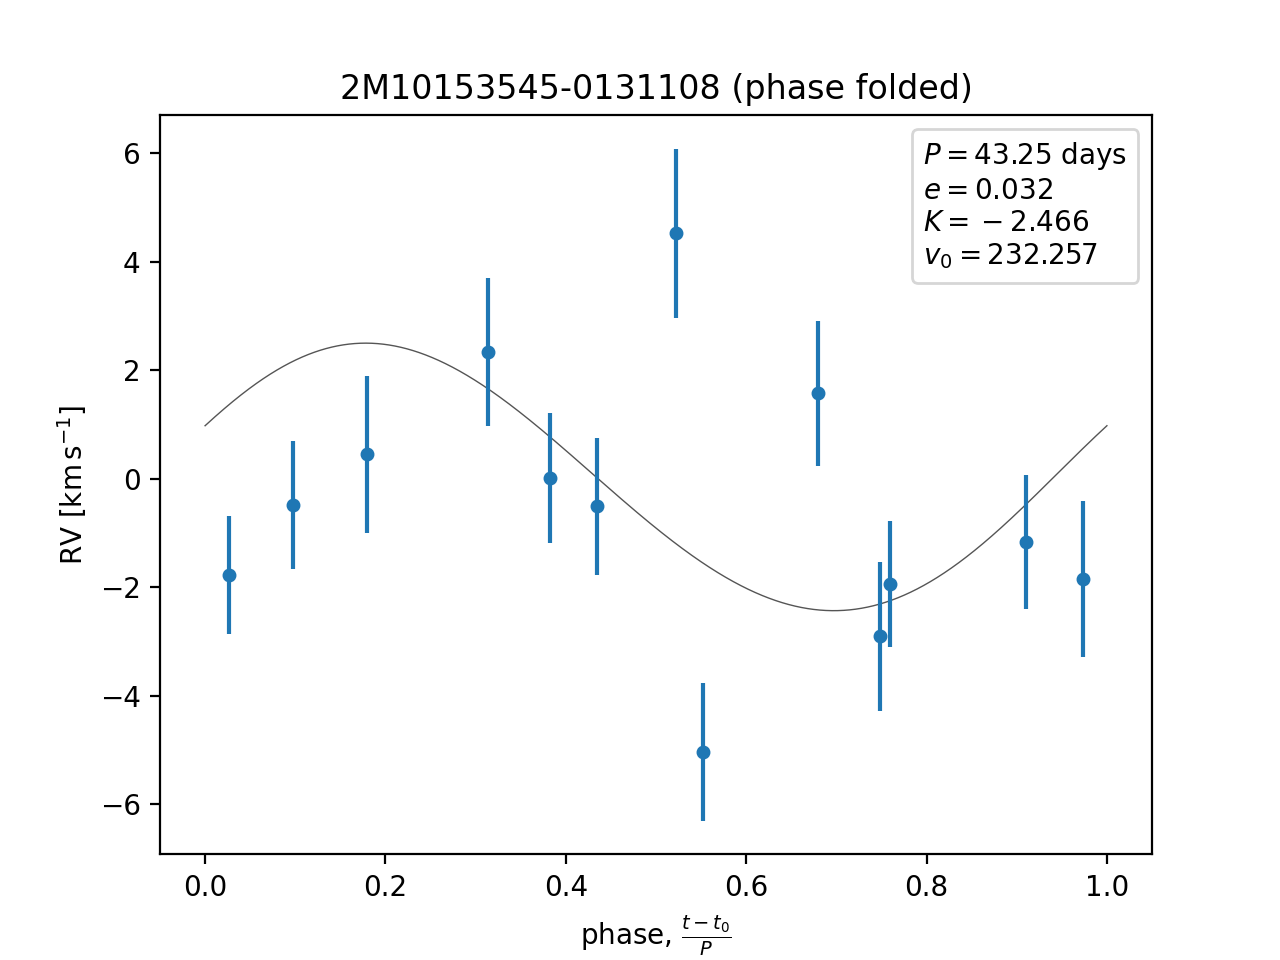 2M10153545-0131108 (phase folded)
P = 43.25 days
e = 0.032
K = −2.466
v₀ = 232.257
RV [km s⁻¹]
6
4
2
0
−2
−4
−6
0.0 0.2 0.4 0.6 0.8 1.0
phase, (t − t₀)/P